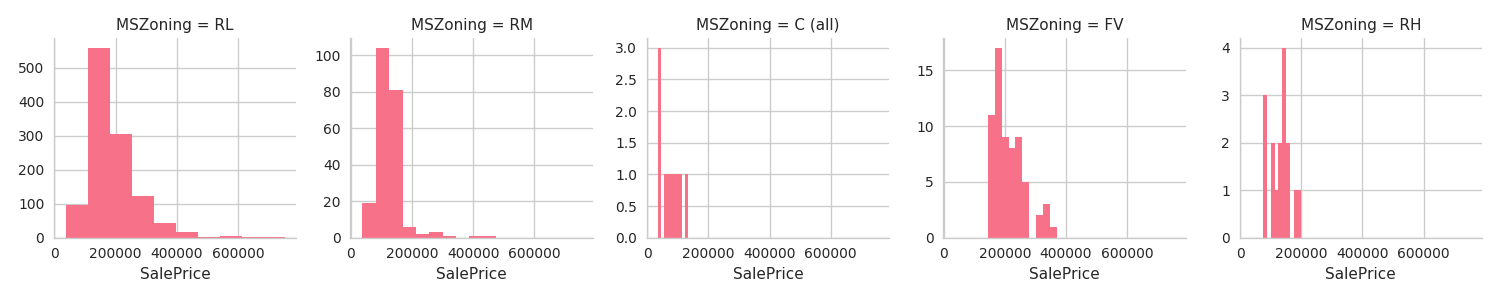 MSZoning = RL
500
400
300
200
100
0
0 200000 400000 600000
SalePrice
MSZoning = RM
100
80
60
40
20
0
0 200000 400000 600000
SalePrice
MSZoning = C (all)
3.0
2.5
2.0
1.5
1.0
0.5
0.0
0 200000 400000 600000
SalePrice
MSZoning = FV
15
10
5
0
0 200000 400000 600000
SalePrice
MSZoning = RH
4
3
2
1
0
0 200000 400000 600000
SalePrice